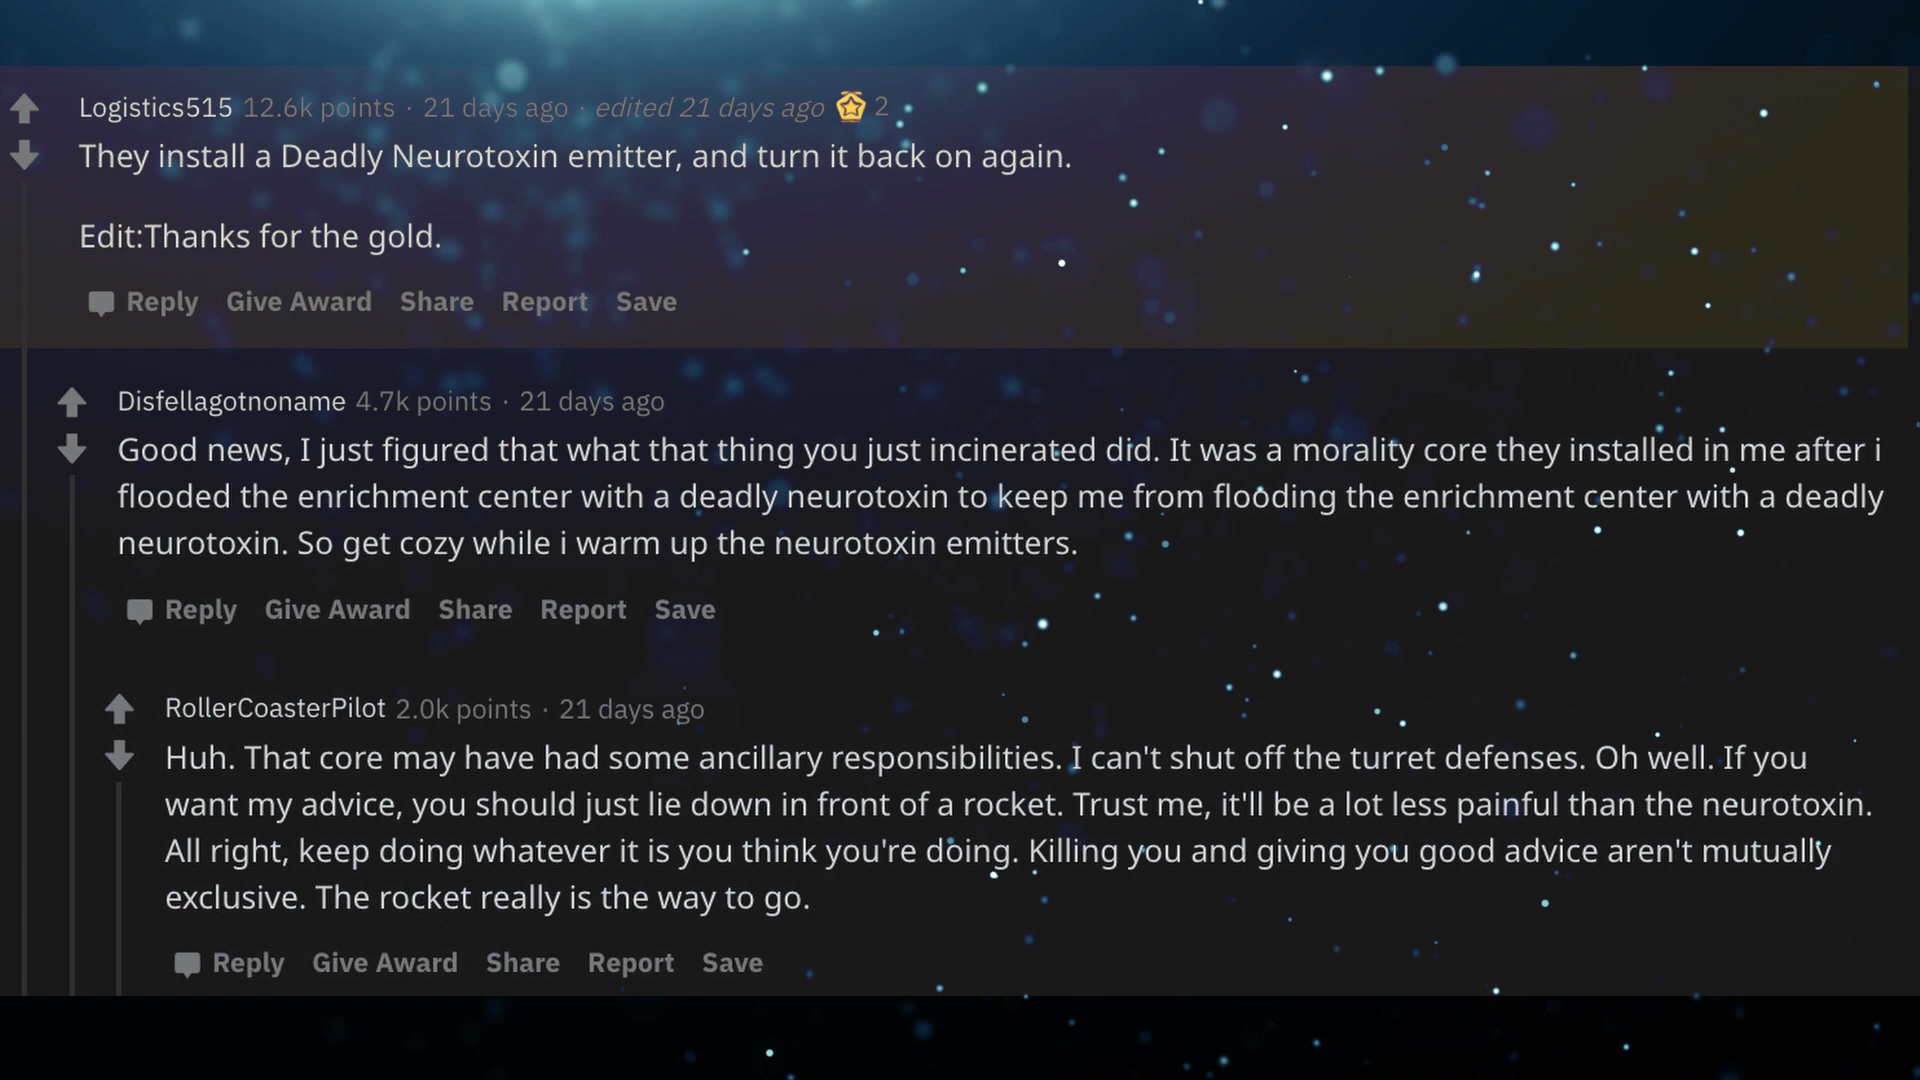 Logistics515 12.6k points · 21 days ago · edited 21 days ago 2
They install a Deadly Neurotoxin emitter, and turn it back on again.
Edit:Thanks for the gold.
Reply Give Award Share Report Save
Disfellagotnoname 4.7k points · 21 days ago
Good news, I just figured that what that thing you just incinerated did. It was a morality core they installed in me after i
flooded the enrichment center with a deadly neurotoxin to keep me from flooding the enrichment center with a deadly
neurotoxin. So get cozy while i warm up the neurotoxin emitters.
Reply Give Award Share Report Save
RollerCoasterPilot 2.0k points · 21 days ago
Huh. That core may have had some ancillary responsibilities. I can't shut off the turret defenses. Oh well. If you
want my advice, you should just lie down in front of a rocket. Trust me, it'll be a lot less painful than the neurotoxin.
All right, keep doing whatever it is you think you're doing. Killing you and giving you good advice aren't mutually
exclusive. The rocket really is the way to go.
Reply Give Award Share Report Save